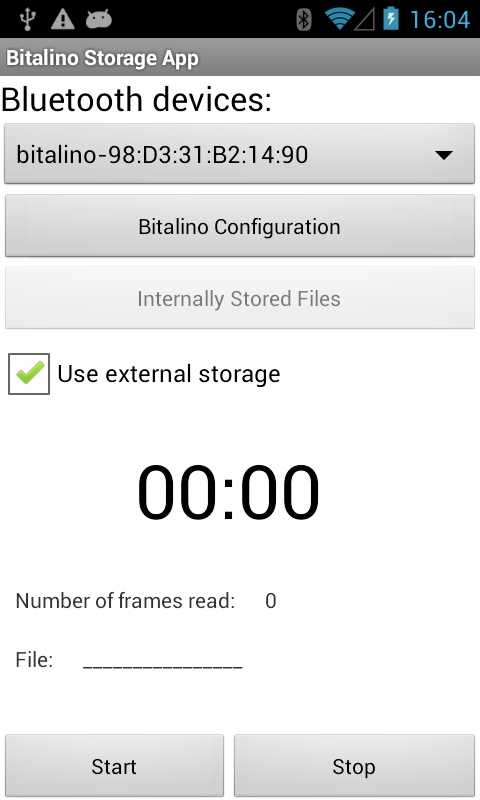 16:04
Bitalino Storage App
Bluetooth devices:
bitalino-98:D3:31:B2:14:90
Bitalino Configuration
Internally Stored Files
Use external storage
00:00
Number of frames read: 0
File: ________________
Start Stop